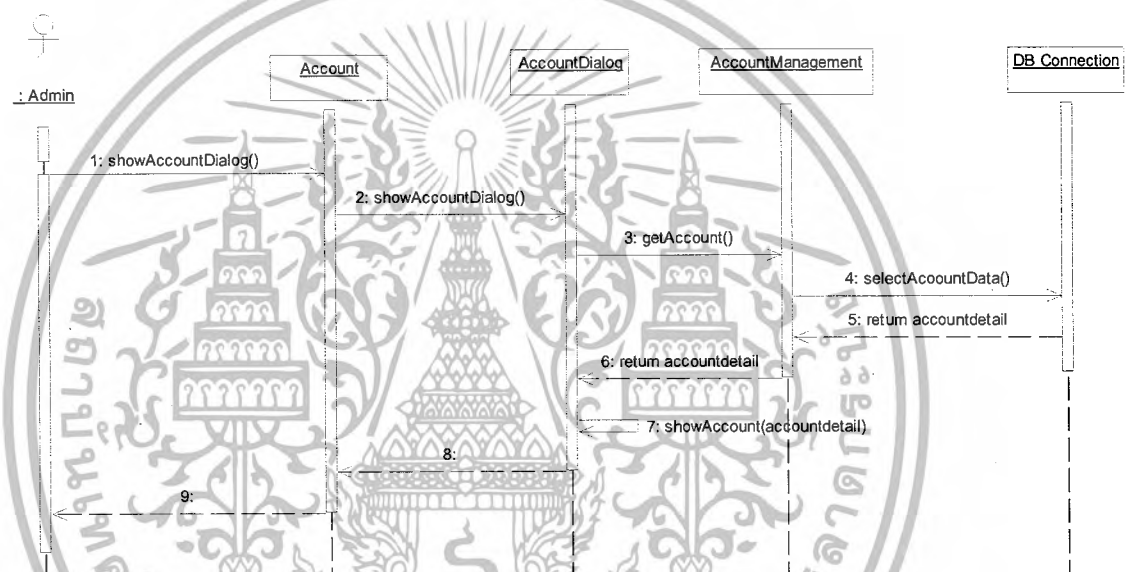 Account
AccountDialog
AccountManagement
DB Connection
: Admin
1: showAccountDialog()
2: showAccountDialog()
3: getAccount()
4: selectAcoountData()
5: return accountdetail
6: return accountdetail
7: showAccount(accountdetail)
8:
9: